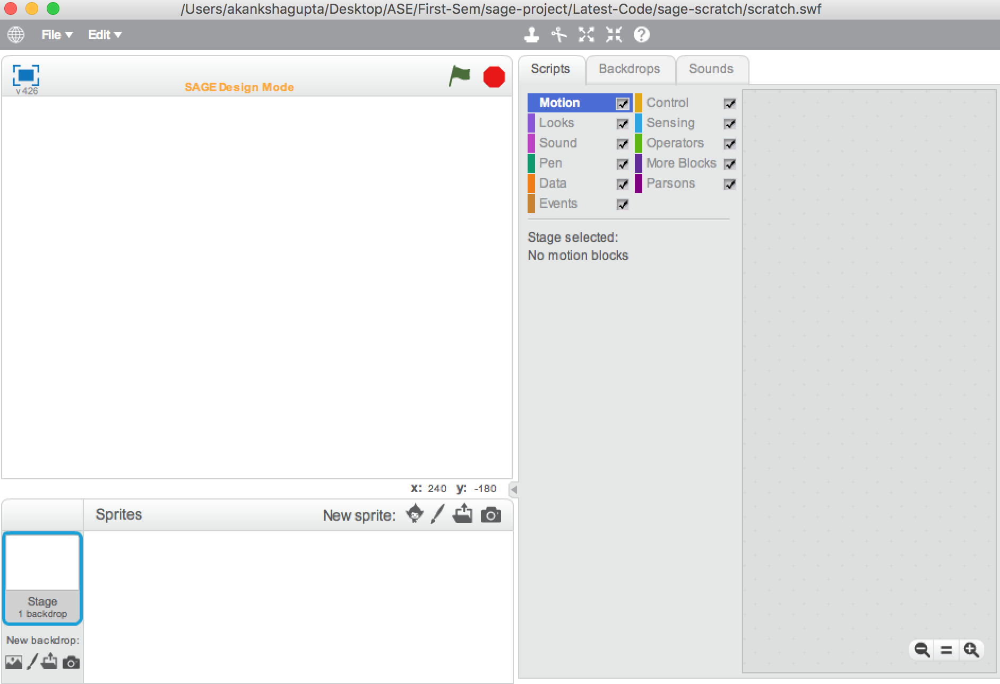 /Users/akankshagupta/Desktop/ASE/First-Sem/sage-project/Latest-Code/sage-scratch/scratch.swf
File Edit
v426
SAGE Design Mode
Scripts Backdrops Sounds
Motion Control
Looks Sensing
Sound Operators
Pen More Blocks
Data Parsons
Events
Stage selected:
No motion blocks
x: 240 y: -180
Sprites New sprite:
Stage
1 backdrop
New backdrop: